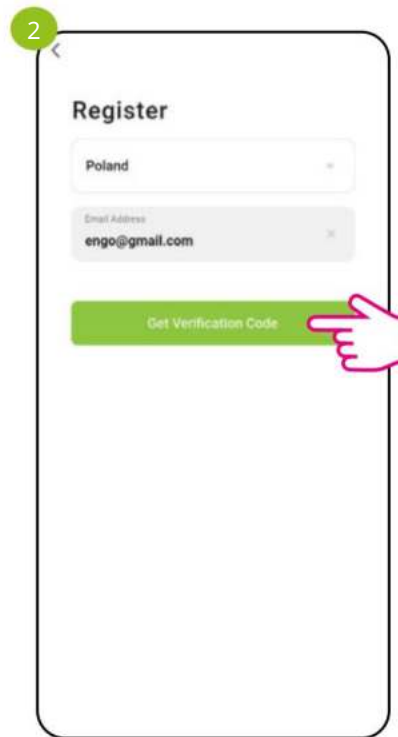 2
Register
Poland
Email Address
engo@gmail.com
Get Verification Code